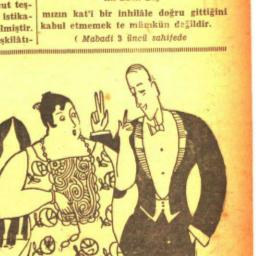 ut teş-
istika-
lmiştir.
şkilâtı-
mızın kat'î bir inhilâle doğru gittiğini
kabul etmemek te mümkün değildir.
( Mabadi 3 üncü sahifede